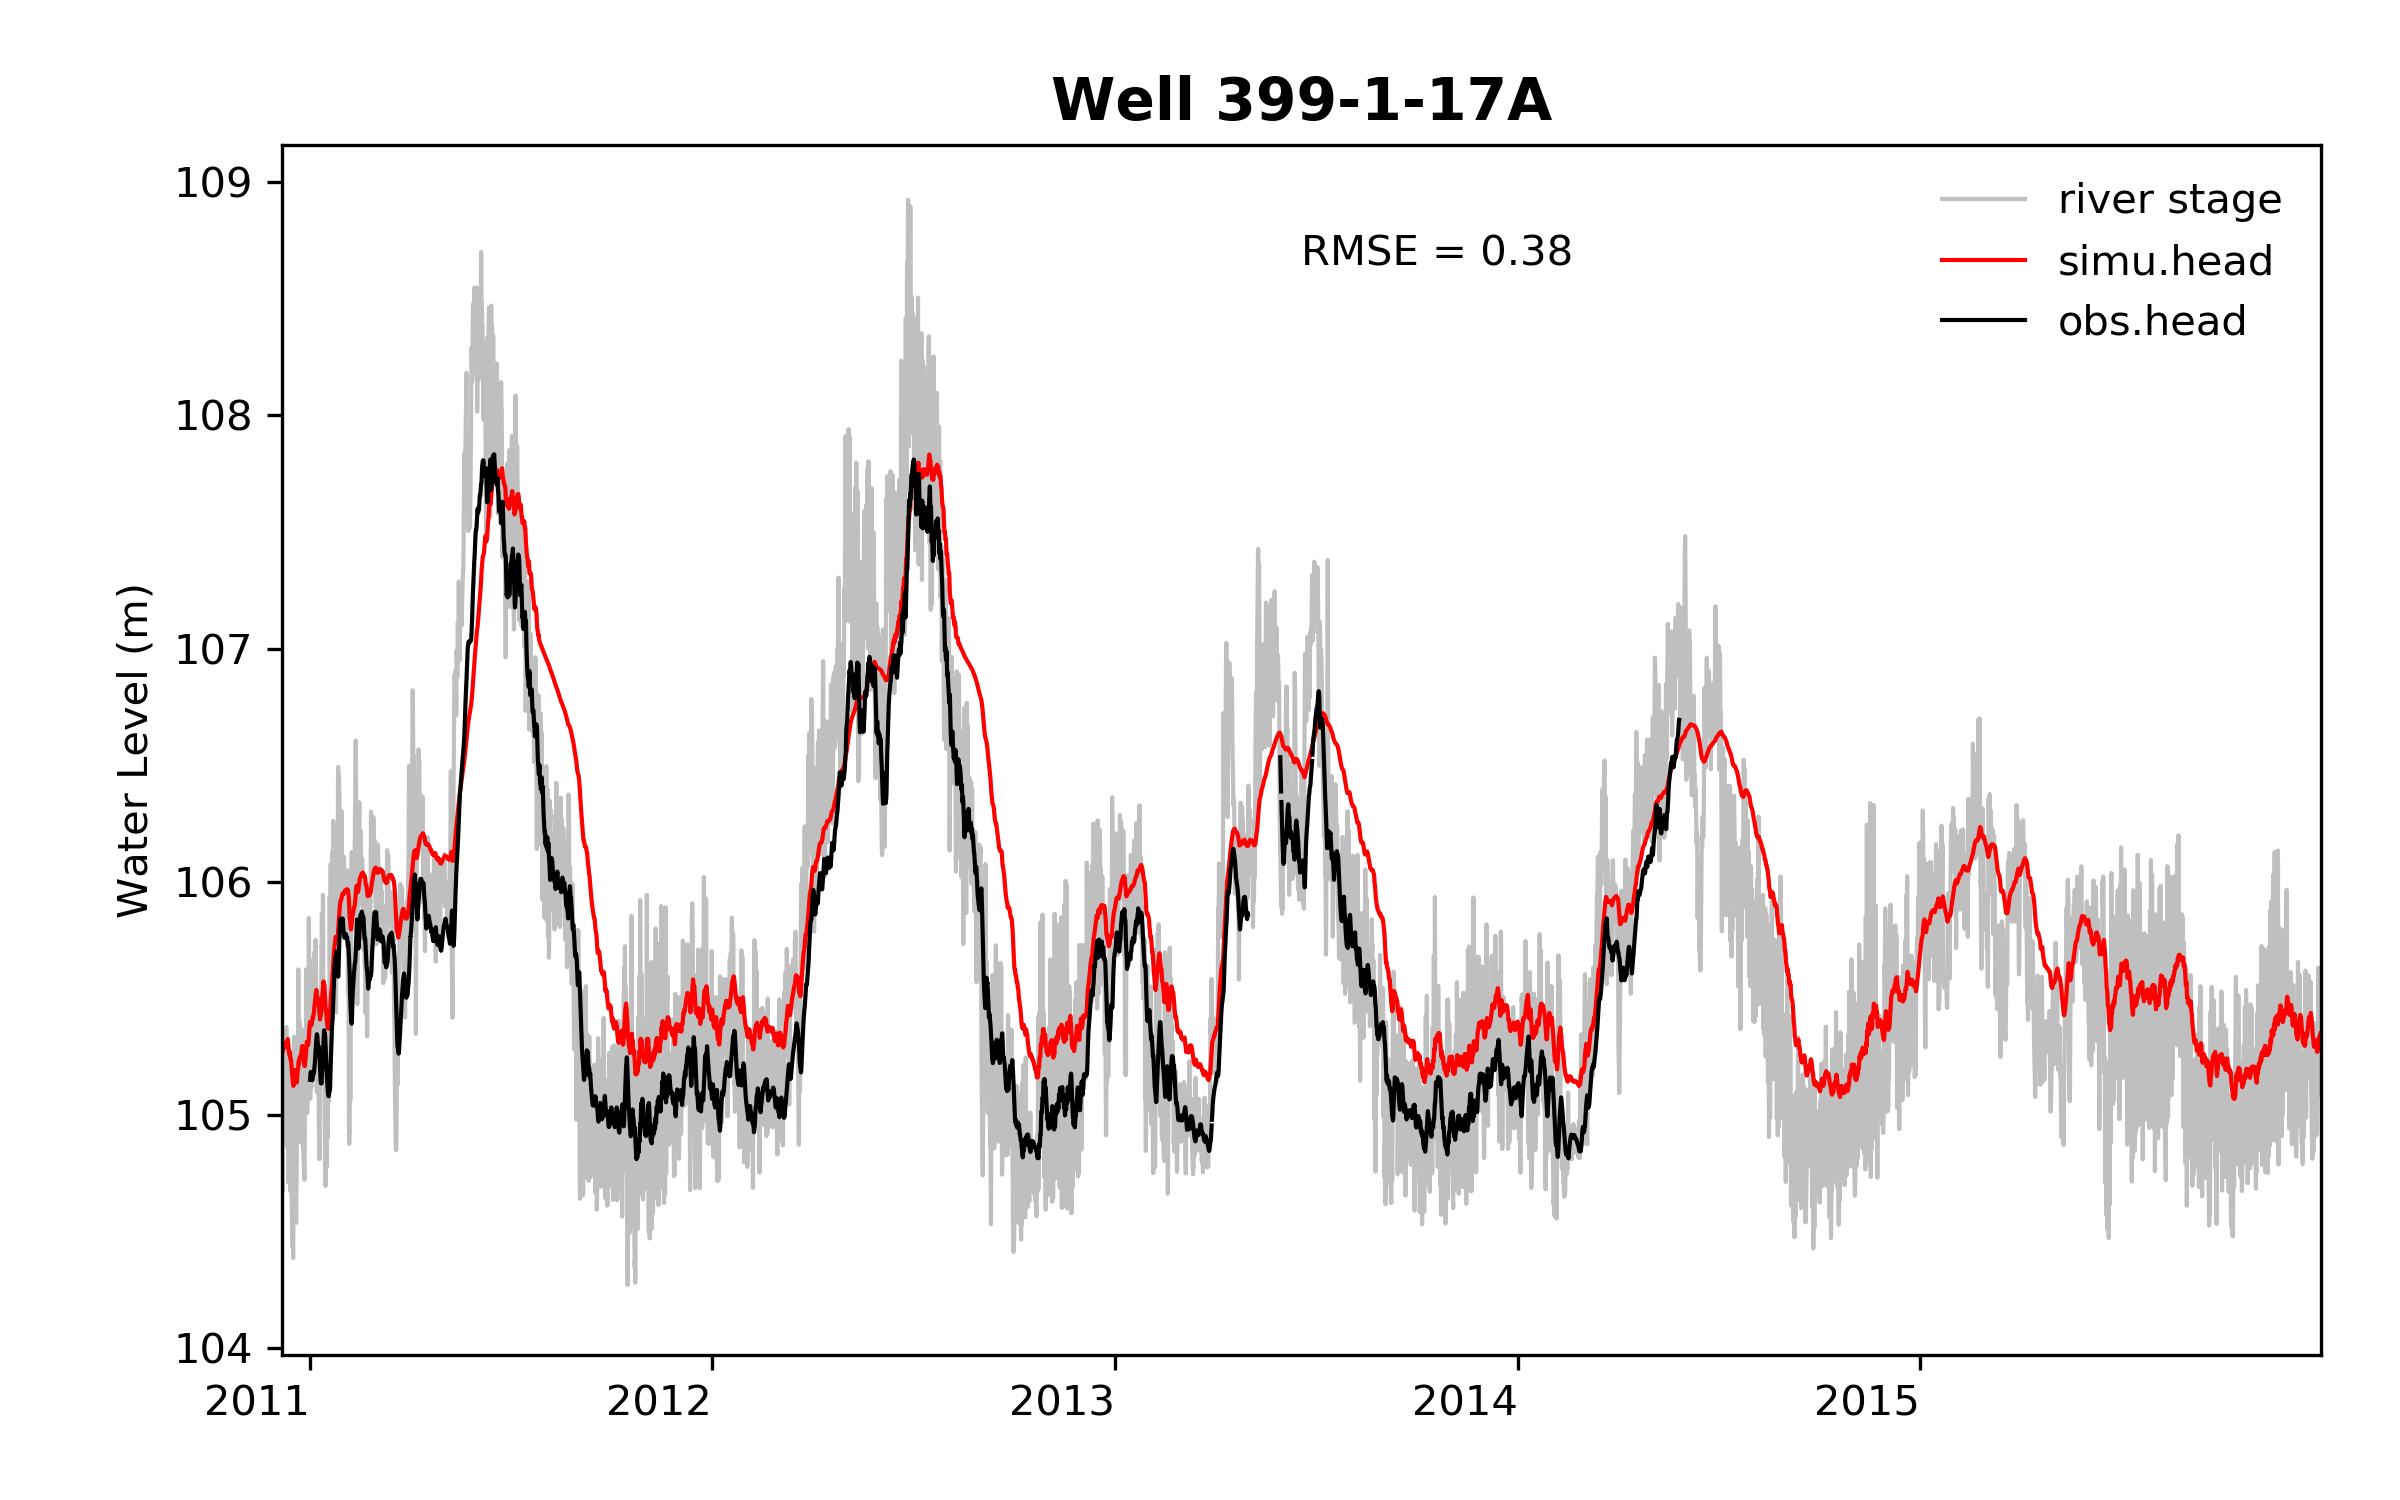 Well 399-1-17A
109
108
107
106
105
104
Water Level (m)
RMSE = 0.38
river stage
simu.head
obs.head
2011
2012
2013
2014
2015